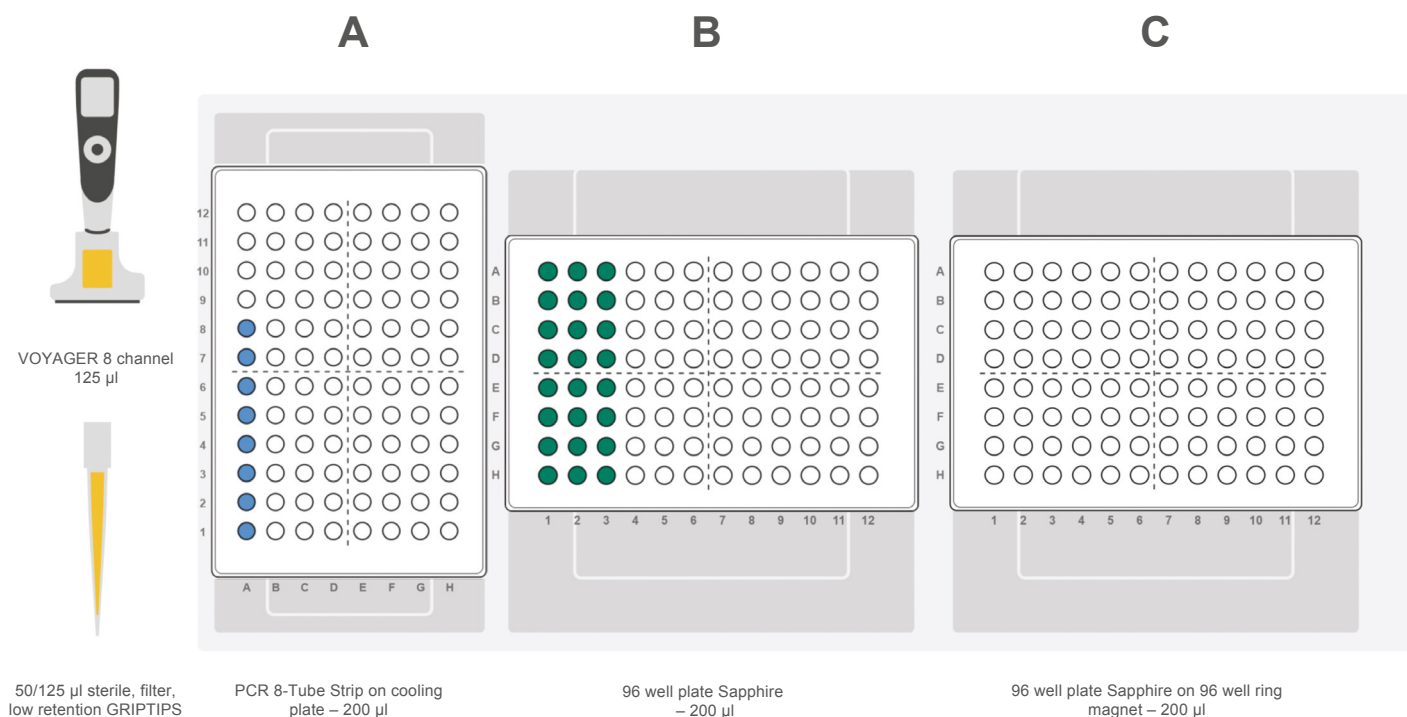 A B C
VOYAGER 8 channel
125 µl
50/125 µl sterile, filter,
low retention GRIPTIPS
12
11
10
9
8
7
6
5
4
3
2
1
A B C D E F G H
PCR 8-Tube Strip on cooling
plate – 200 µl
A
B
C
D
E
F
G
H
1 2 3 4 5 6 7 8 9 10 11 12
96 well plate Sapphire
– 200 µl
A
B
C
D
E
F
G
H
1 2 3 4 5 6 7 8 9 10 11 12
96 well plate Sapphire on 96 well ring
magnet – 200 µl